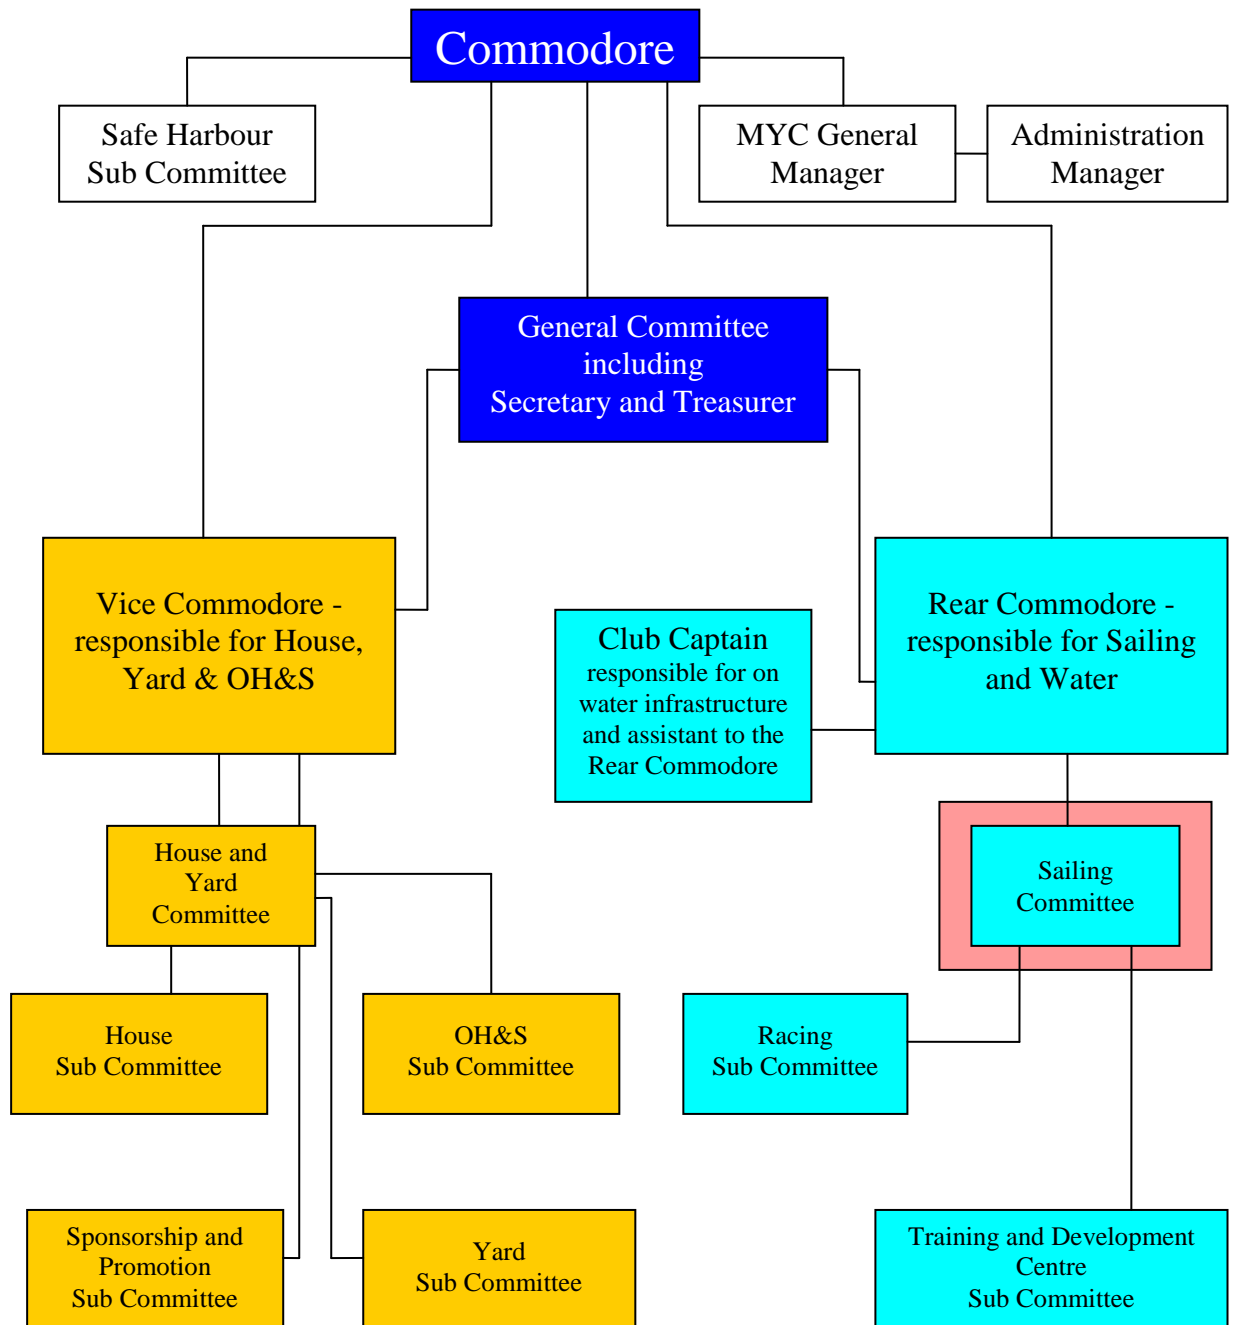 Commodore
Safe Harbour
Sub Committee
MYC General
Manager
Administration
Manager
General Committee
including
Secretary and Treasurer
Vice Commodore -
responsible for House,
Yard & OH&S
Club Captain
responsible for on
water infrastructure
and assistant to the
Rear Commodore
Rear Commodore -
responsible for Sailing
and Water
House and
Yard
Committee
Sailing
Committee
House
Sub Committee
OH&S
Sub Committee
Racing
Sub Committee
Sponsorship and
Promotion
Sub Committee
Yard
Sub Committee
Training and Development
Centre
Sub Committee